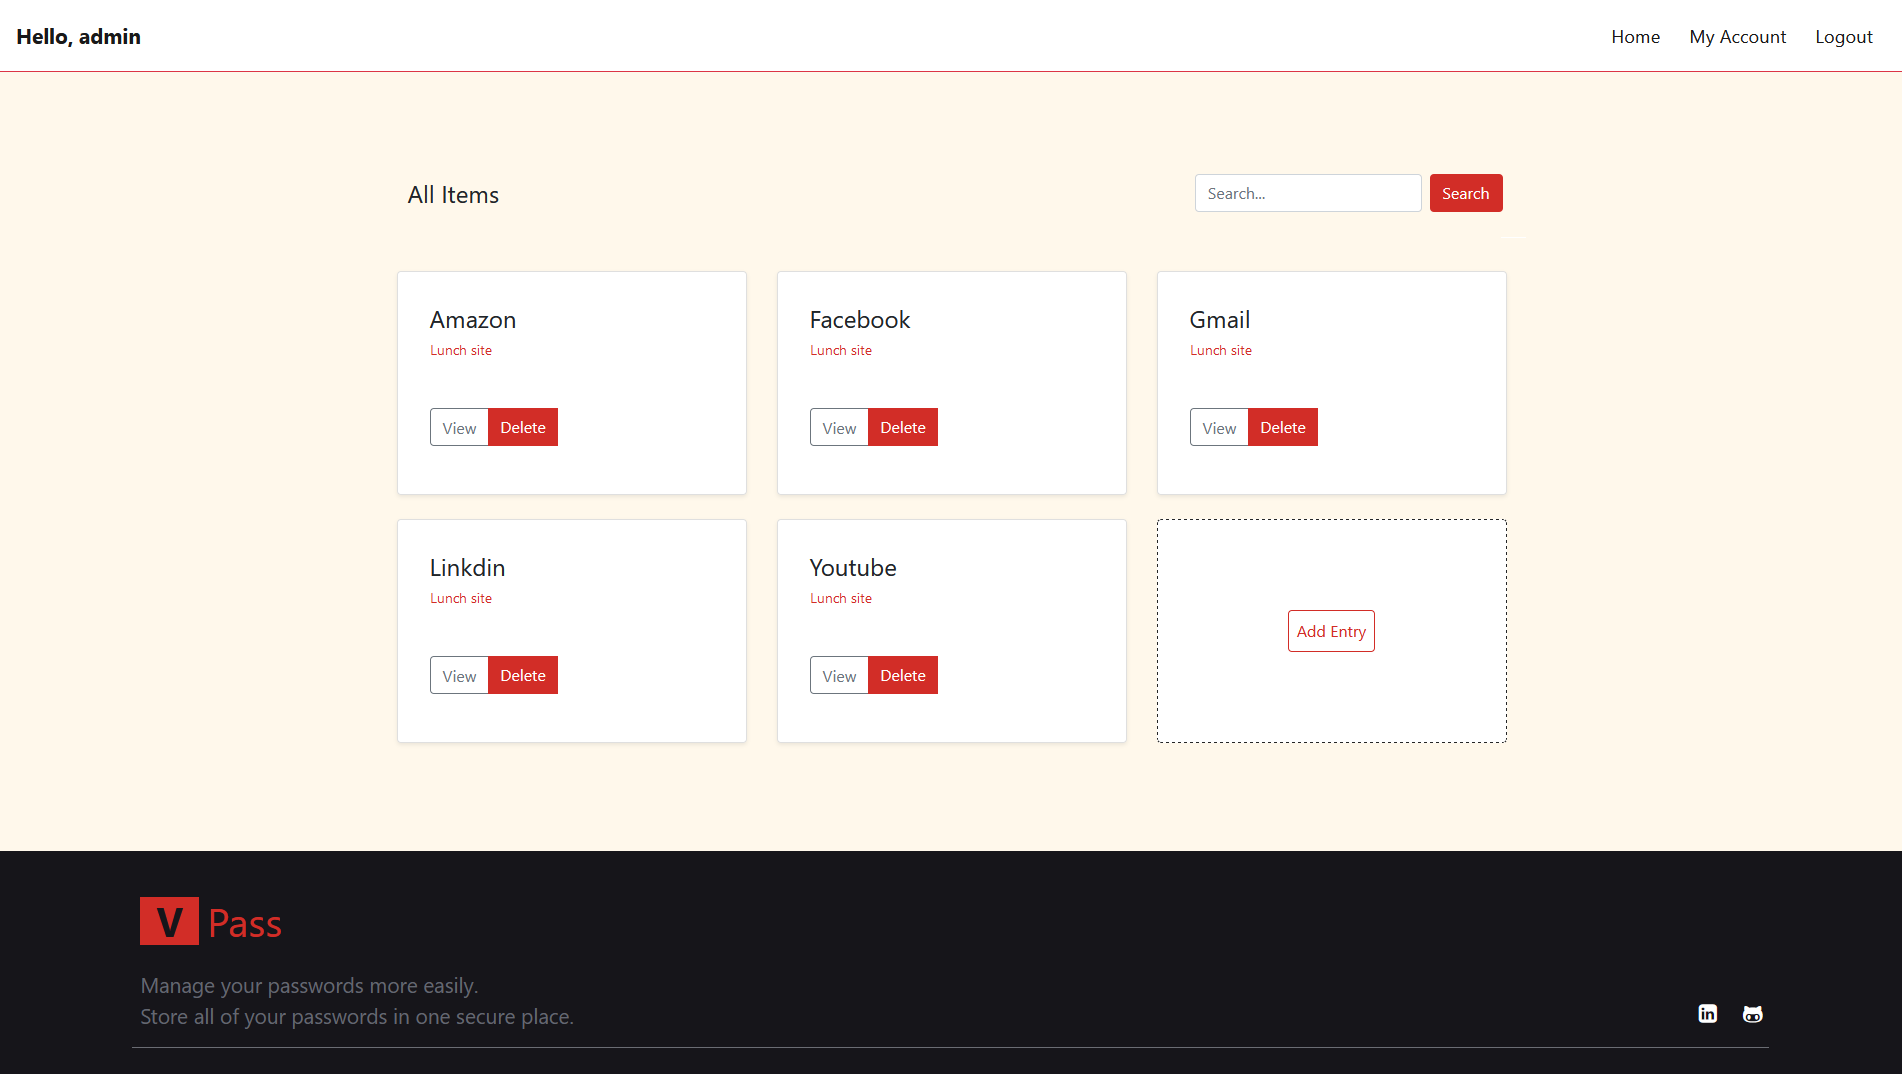 Hello, admin
Home My Account Logout
All Items
Search...
Search
Amazon
Lunch site
View Delete
Facebook
Lunch site
View Delete
Gmail
Lunch site
View Delete
Linkdin
Lunch site
View Delete
Youtube
Lunch site
View Delete
Add Entry
V Pass
Manage your passwords more easily.
Store all of your passwords in one secure place.
in